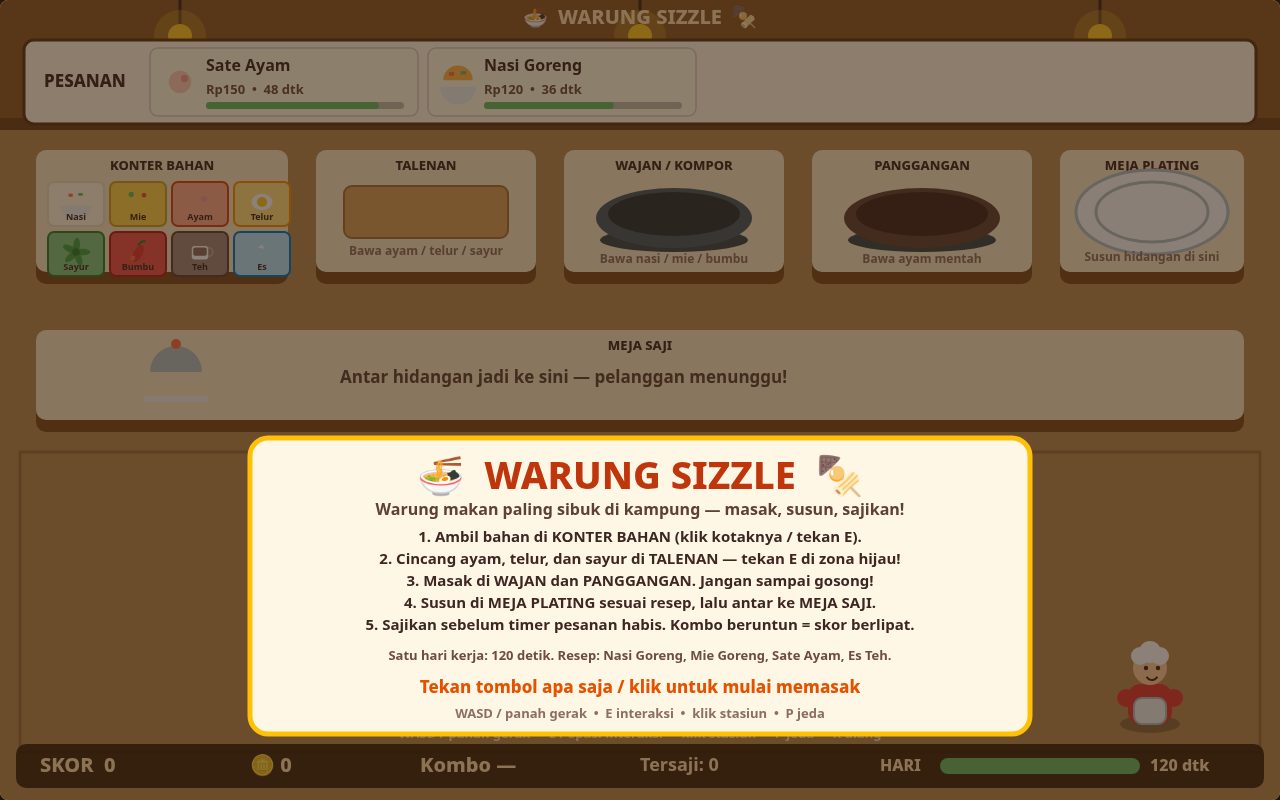 WARUNG SIZZLE
PESANAN
Sate Ayam
Rp150 • 48 dtk
Nasi Goreng
Rp120 • 36 dtk
KONTER BAHAN
Nasi
Mie
Ayam
Telur
Sayur
Bumbu
Teh
Es
TALENAN
Bawa ayam / telur / sayur
WAJAN / KOMPOR
Bawa nasi / mie / bumbu
PANGGANGAN
Bawa ayam mentah
MEJA PLATING
Susun hidangan di sini
MEJA SAJI
Antar hidangan jadi ke sini — pelanggan menunggu!
WARUNG SIZZLE
Warung makan paling sibuk di kampung — masak, susun, sajikan!
1. Ambil bahan di KONTER BAHAN (klik kotaknya / tekan E).
2. Cincang ayam, telur, dan sayur di TALENAN — tekan E di zona hijau!
3. Masak di WAJAN dan PANGGANGAN. Jangan sampai gosong!
4. Susun di MEJA PLATING sesuai resep, lalu antar ke MEJA SAJI.
5. Sajikan sebelum timer pesanan habis. Kombo beruntun = skor berlipat.
Satu hari kerja: 120 detik. Resep: Nasi Goreng, Mie Goreng, Sate Ayam, Es Teh.
Tekan tombol apa saja / klik untuk mulai memasak
WASD / panah gerak • E interaksi • klik stasiun • P jeda
SKOR 0
0
Kombo —
Tersaji: 0
HARI
120 dtk